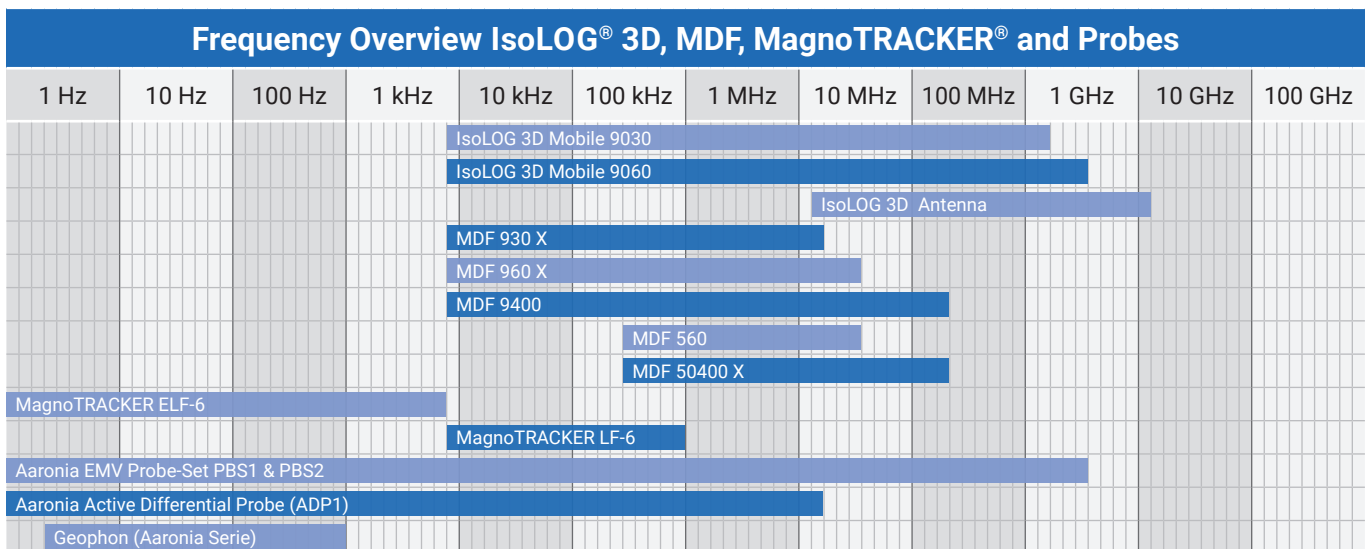 Frequency Overview IsoLOG® 3D, MDF, MagnoTRACKER® and Probes
1 Hz 10 Hz 100 Hz 1 kHz 10 kHz 100 kHz 1 MHz 10 MHz 100 MHz 1 GHz 10 GHz 100 GHz
IsoLOG 3D Mobile 9030
IsoLOG 3D Mobile 9060
IsoLOG 3D Antenna
MDF 930 X
MDF 960 X
MDF 9400
MDF 560
MDF 50400 X
MagnoTRACKER ELF-6
MagnoTRACKER LF-6
Aaronia EMV Probe-Set PBS1 & PBS2
Aaronia Active Differential Probe (ADP1)
Geophon (Aaronia Serie)